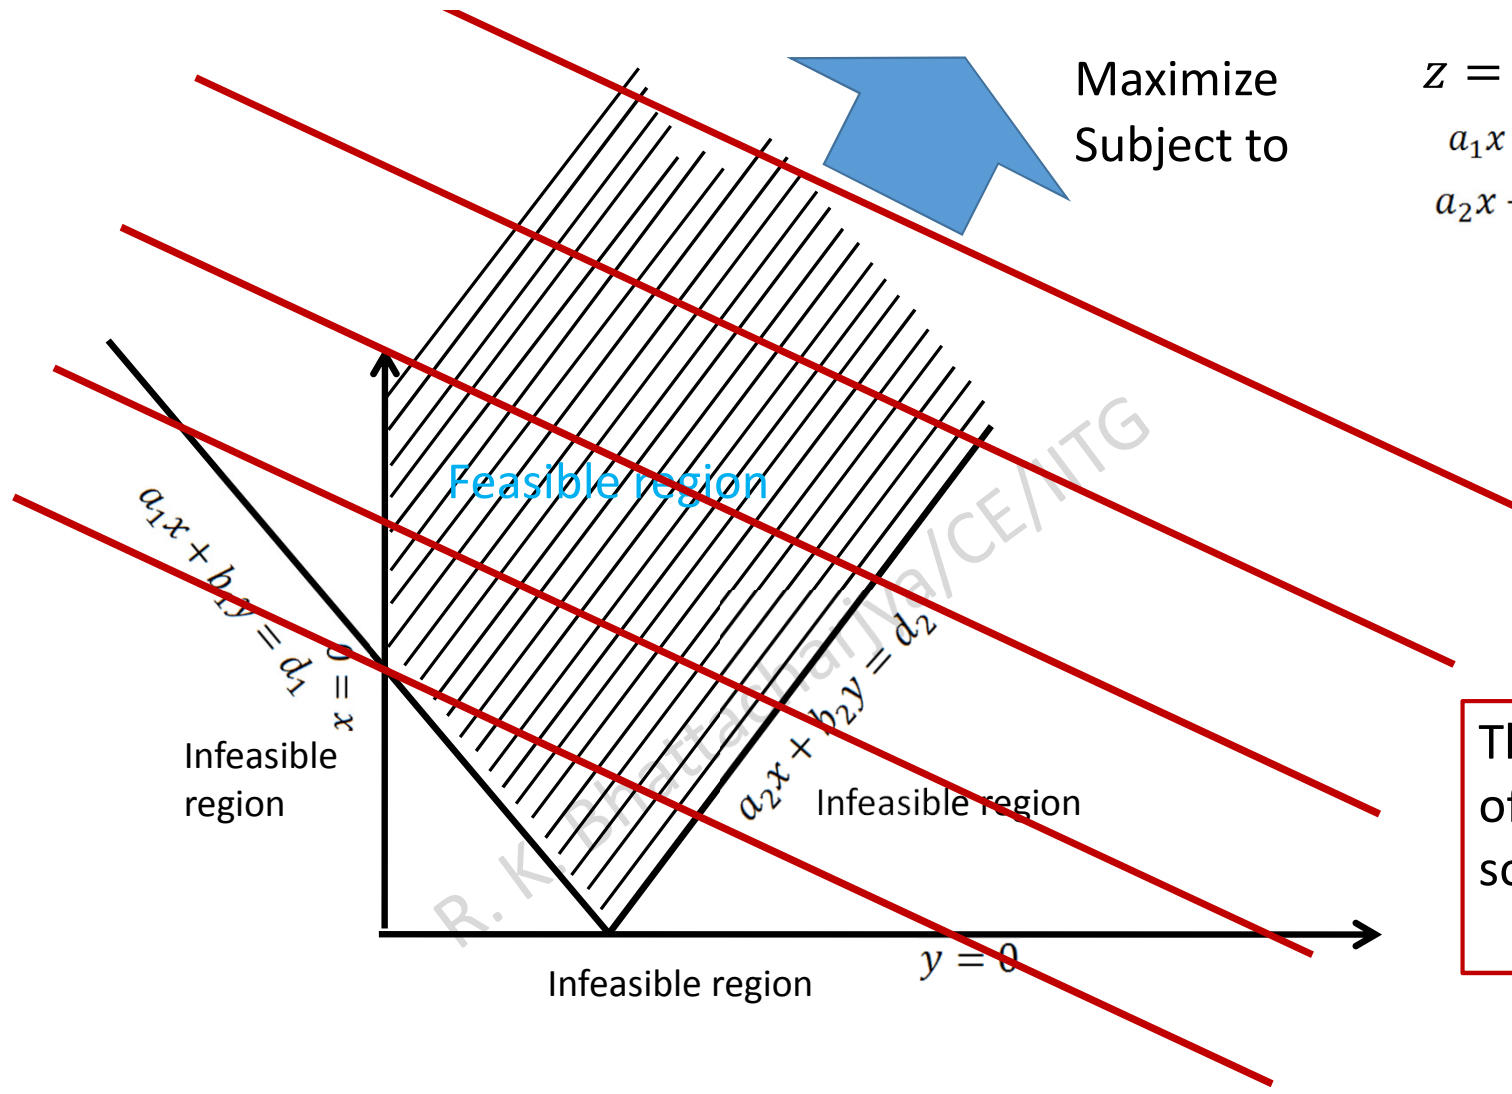 Maximize
z =
Subject to
a₁x
a₂x
Feasible region
a₁x + b₁y = d₁
x = 0
a₂x + b₂y = d₂
Infeasible
region
Infeasible region
Infeasible region
y = 0
R. K. Bhattacharjya/CE/IITG